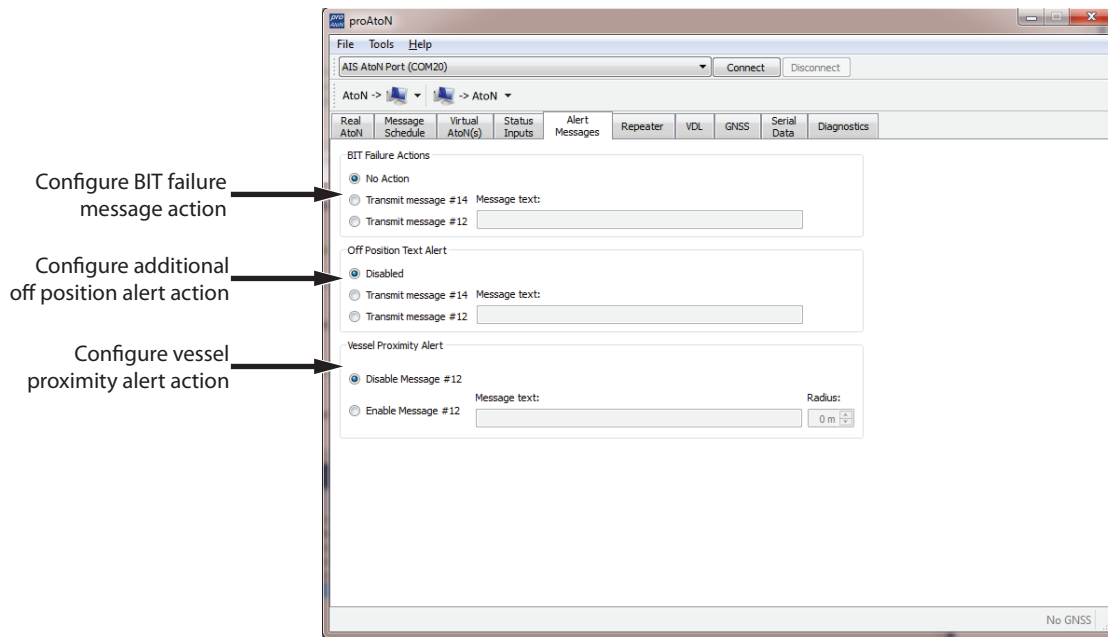 pro
AtoN
proAtoN
File Tools Help
AIS AtoN Port (COM20)
Connect
Disconnect
AtoN ->
-> AtoN
Real AtoN
Message Schedule
Virtual AtoN(s)
Status Inputs
Alert Messages
Repeater
VDL
GNSS
Serial Data
Diagnostics
Configure BIT failure
message action
BIT Failure Actions
No Action
Transmit message #14 Message text:
Transmit message #12
Configure additional
off position alert action
Off Position Text Alert
Disabled
Transmit message #14 Message text:
Transmit message #12
Configure vessel
proximity alert action
Vessel Proximity Alert
Disable Message #12
Message text:
Radius:
Enable Message #12
0 m
No GNSS